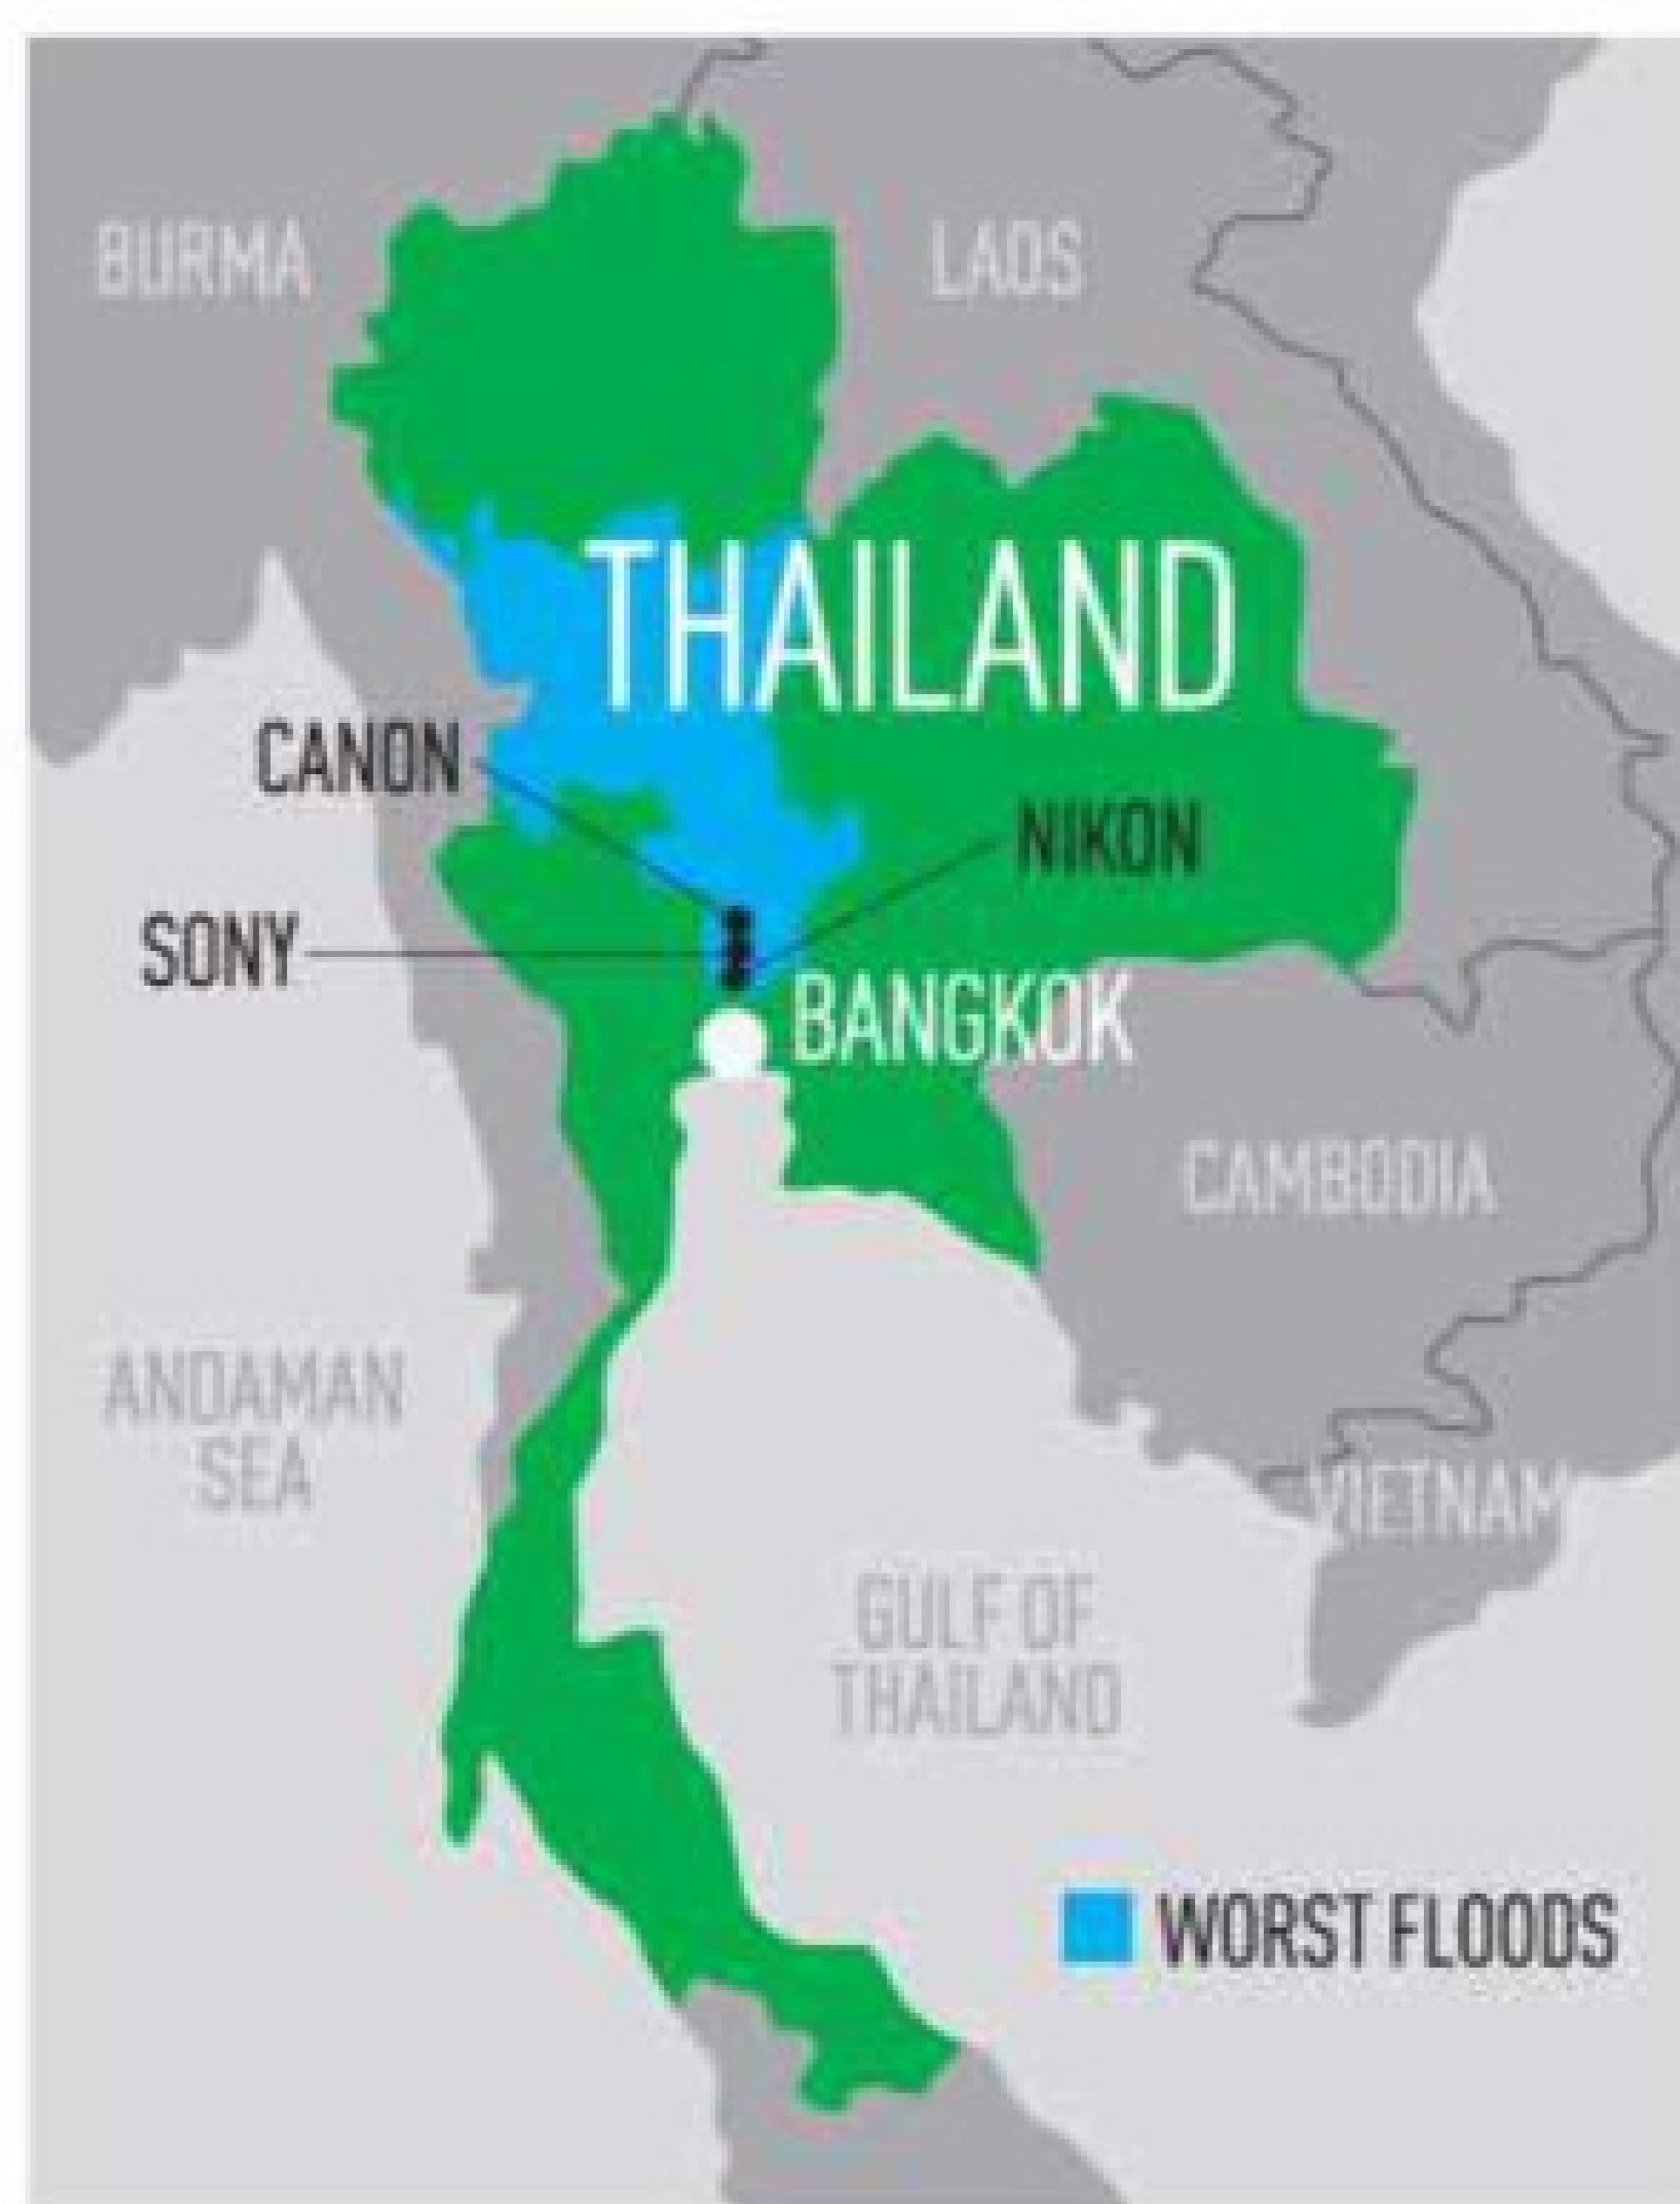 BURMA
LAOS
THAILAND
CANON
NIKON
SONY
BANGKOK
CAMBODIA
ANDAMAN
SEA
VIETNAM
GULF OF
THAILAND
WORST FLOODS